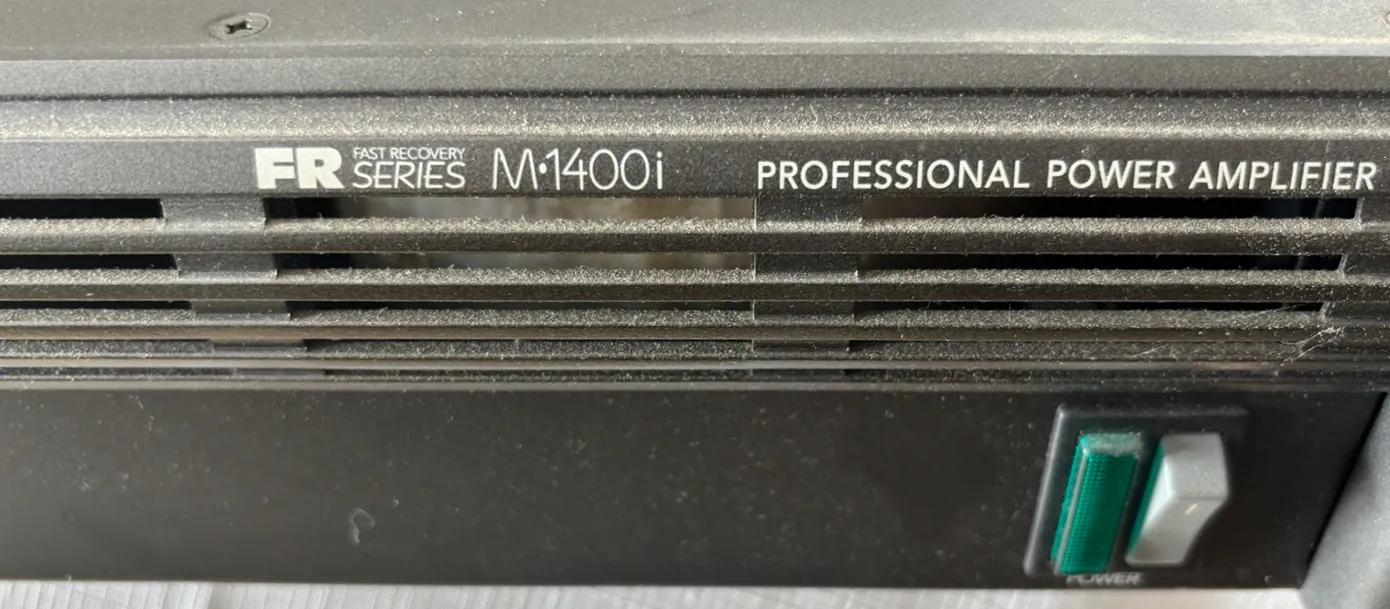 FR FAST RECOVERY SERIES M•1400i PROFESSIONAL POWER AMPLIFIER
POWER